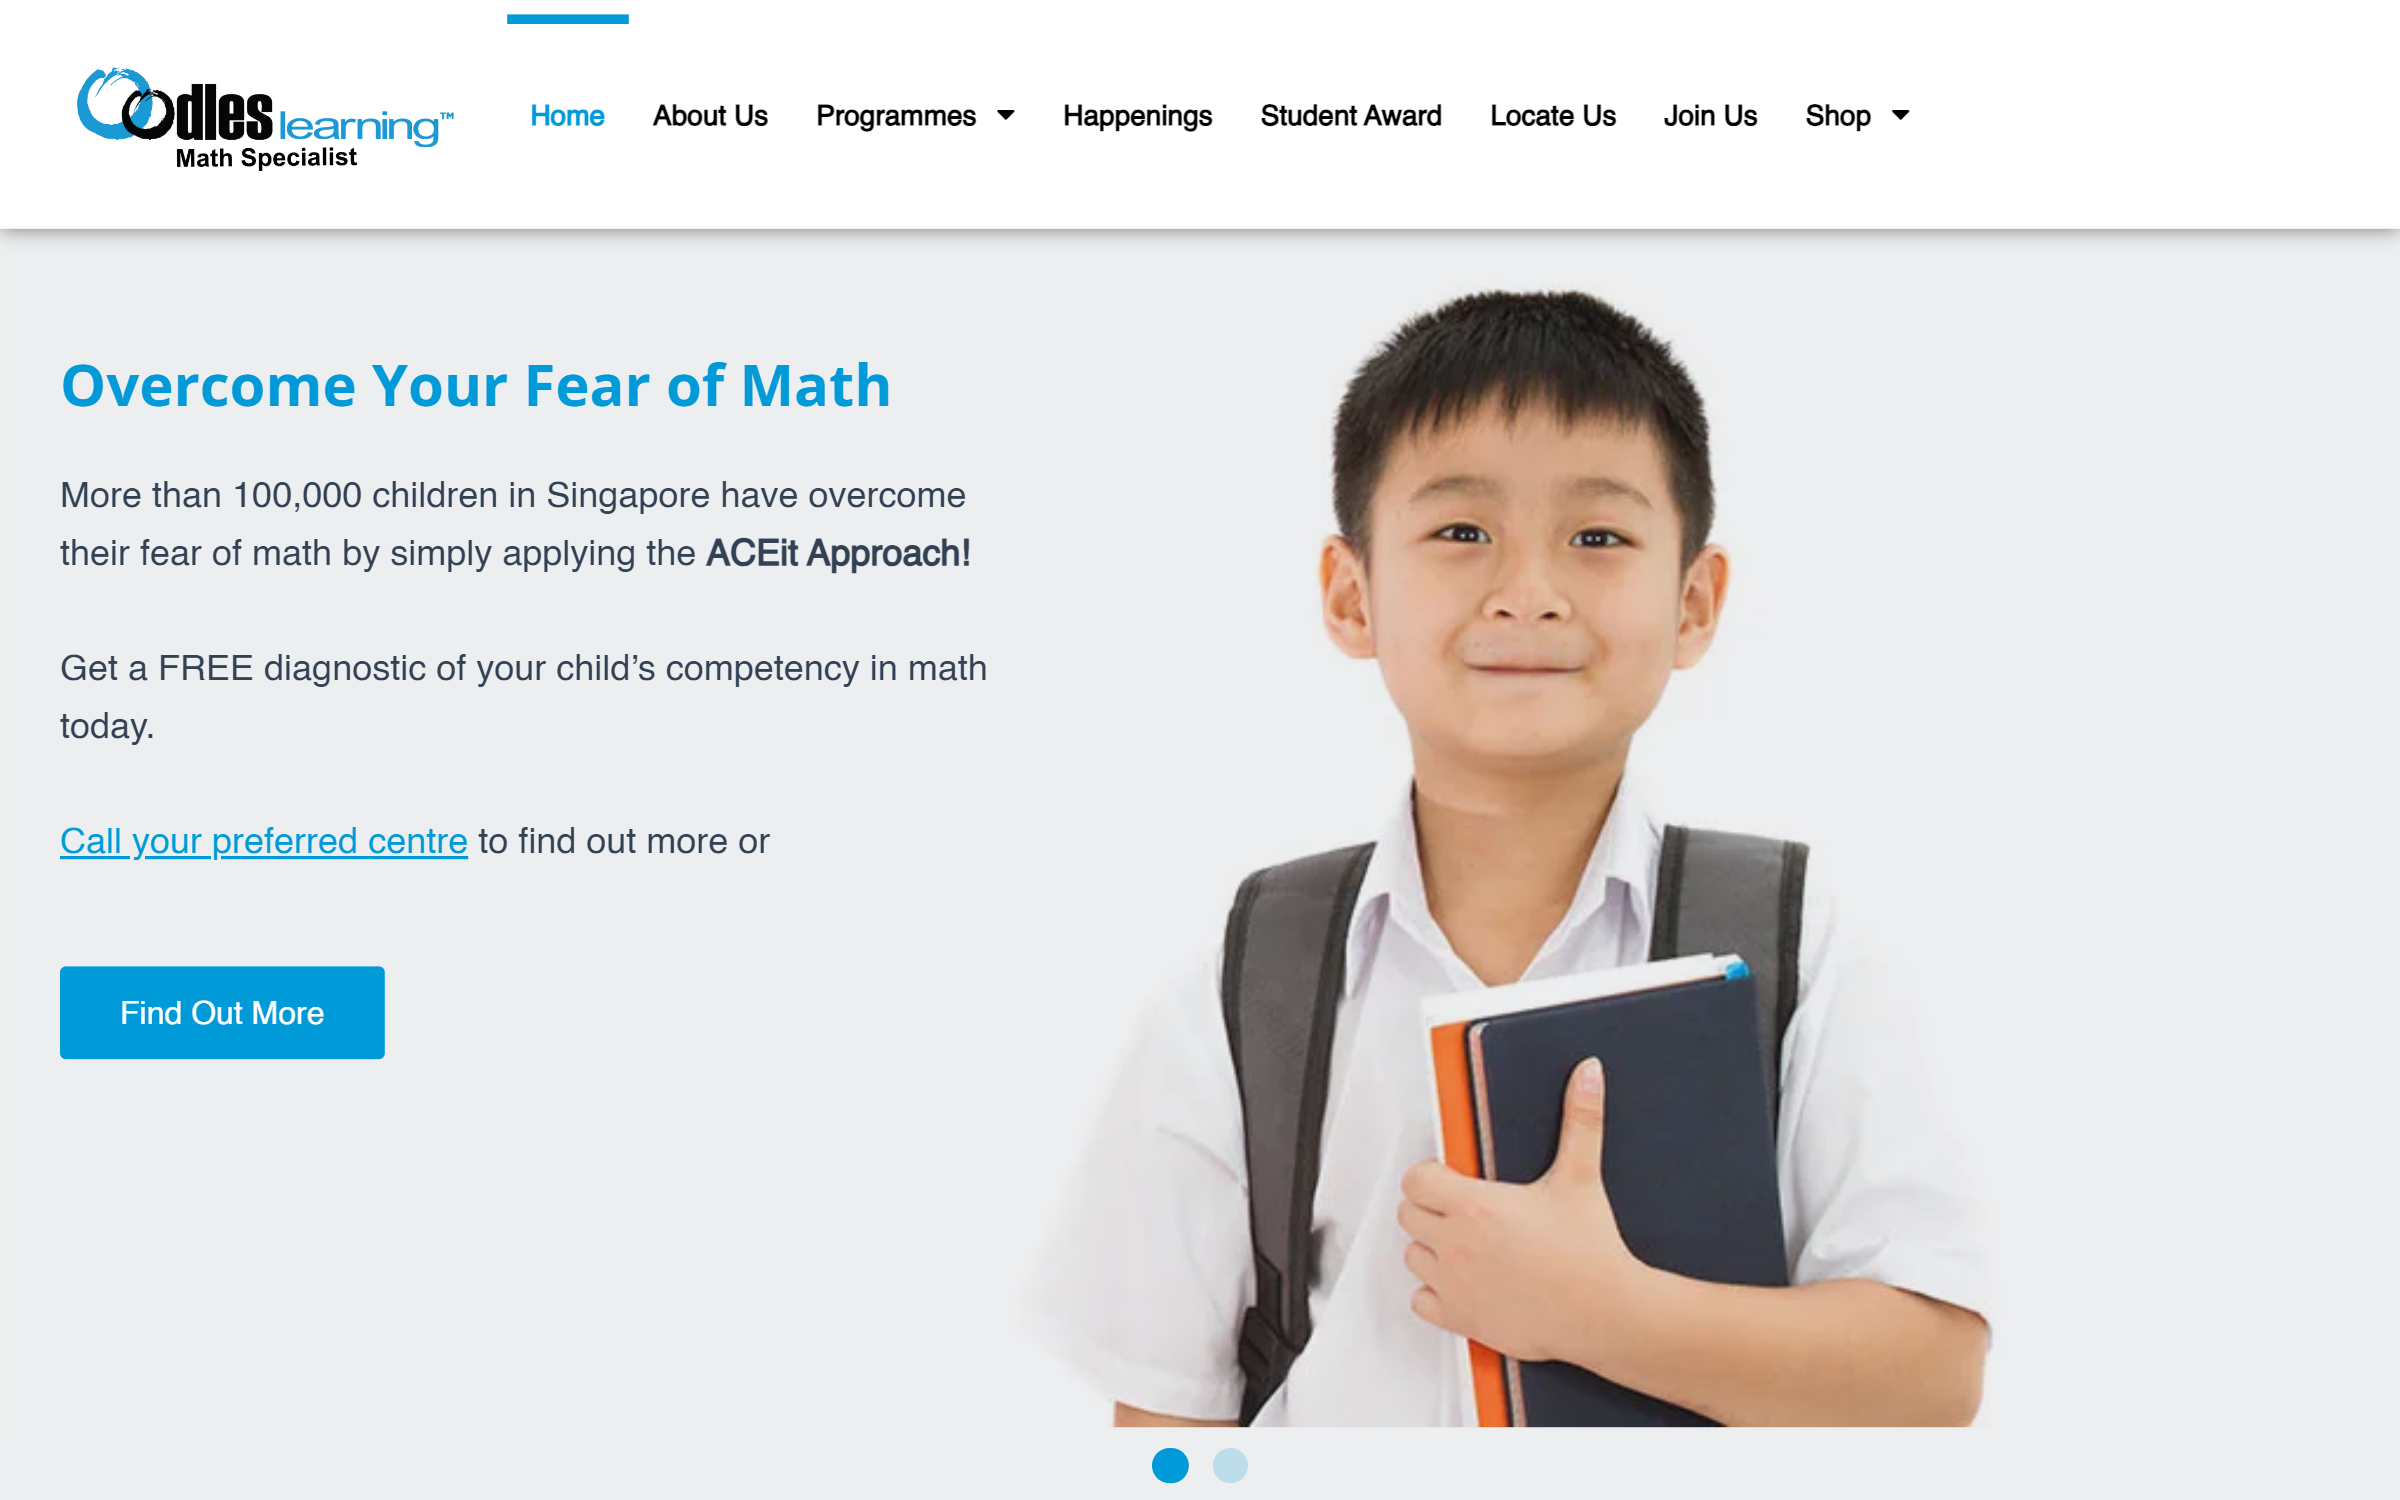 Oodles learning™
Math Specialist
Home About Us Programmes Happenings Student Award Locate Us Join Us Shop
Overcome Your Fear of Math
More than 100,000 children in Singapore have overcome
their fear of math by simply applying the ACEit Approach!
Get a FREE diagnostic of your child’s competency in math
today.
Call your preferred centre to find out more or
Find Out More